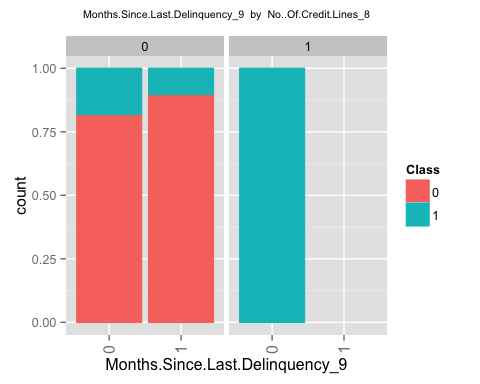 Months.Since.Last.Delinquency_9 by No..Of.Credit.Lines_8
0 1
1.00
0.75
0.50
0.25
0.00
count
0 1 0 1
Months.Since.Last.Delinquency_9
Class
0
1